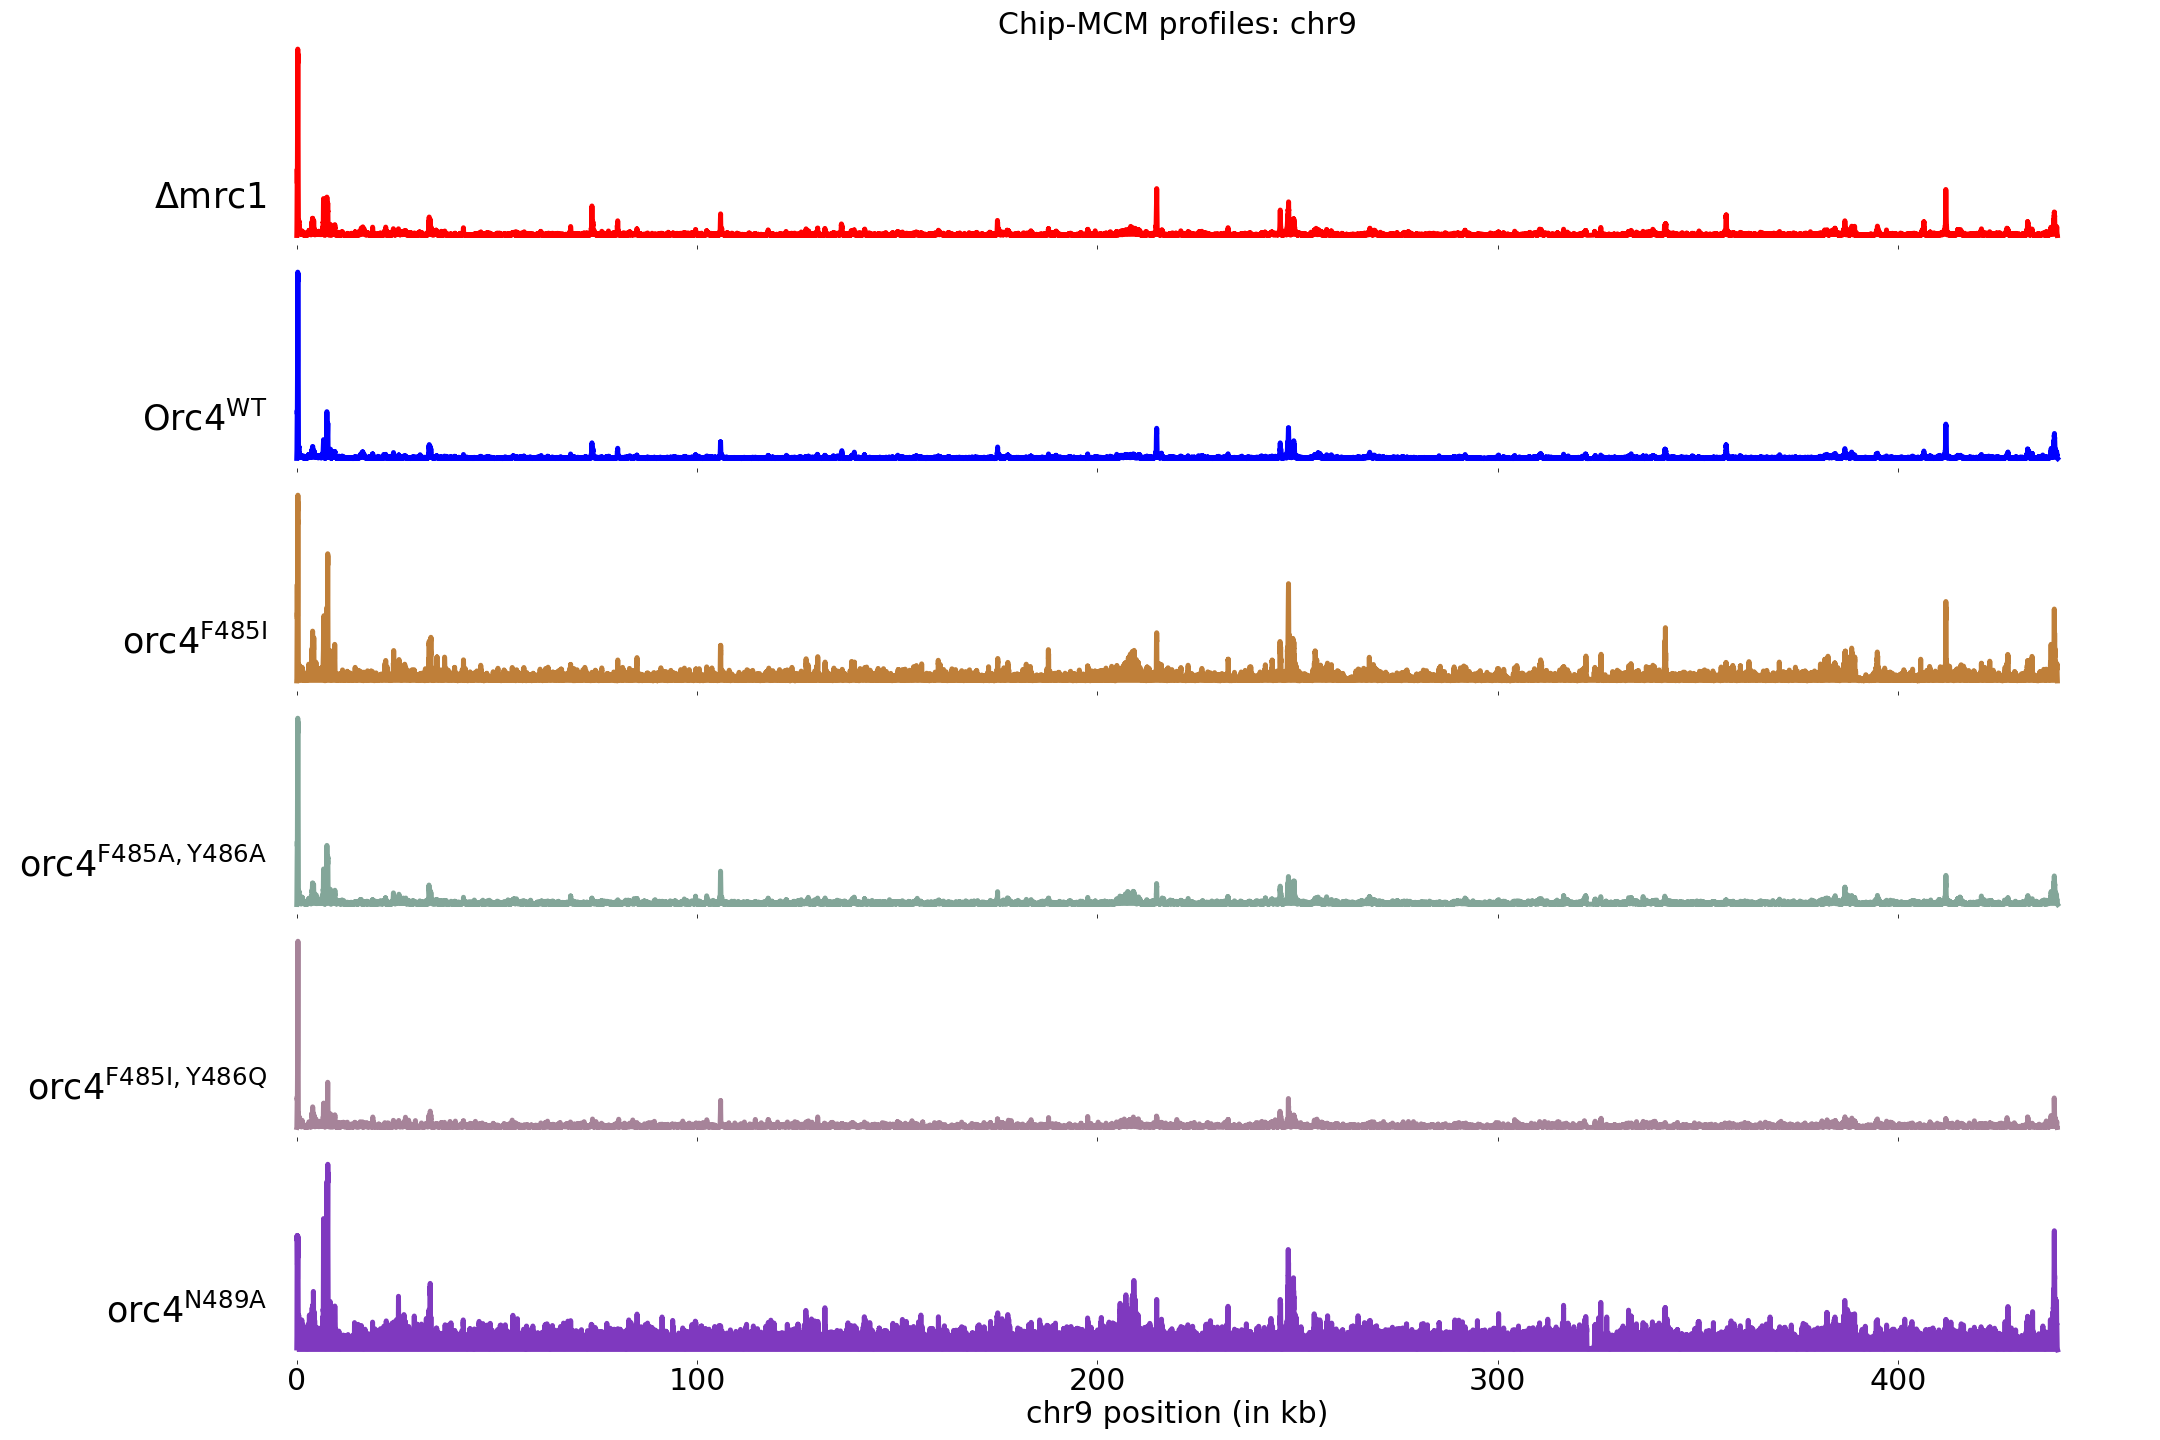 Chip-MCM profiles: chr9
Δmrc1
Orc4^WT
orc4^F485I
orc4^F485A, Y486A
orc4^F485I, Y486Q
orc4^N489A
0 100 200 300 400
chr9 position (in kb)